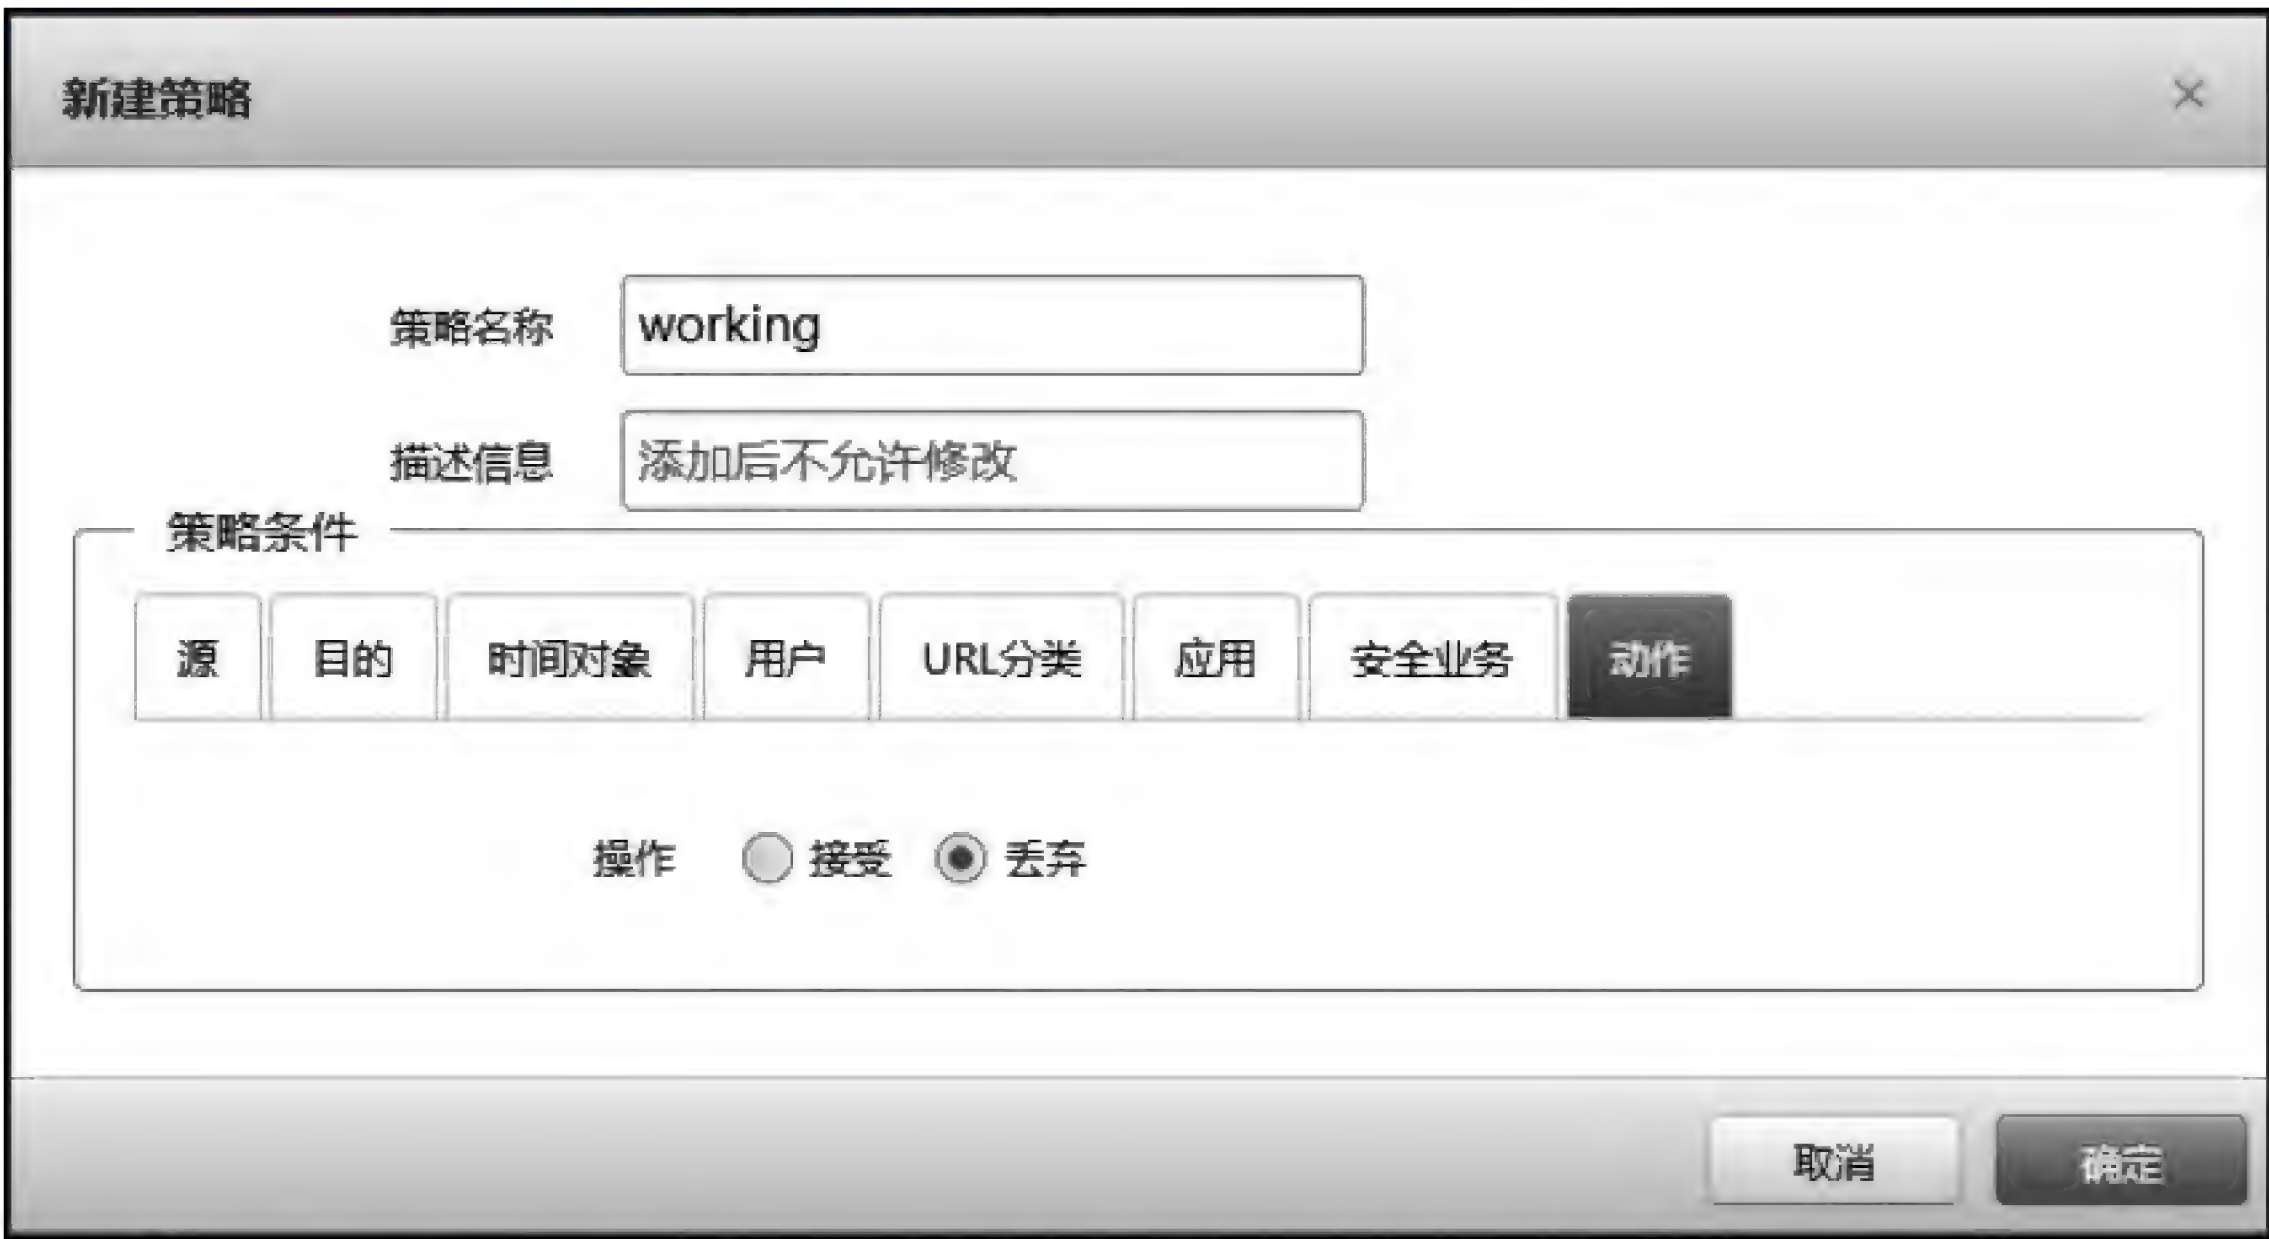 新建策略
策略名称 working
描述信息 添加后不允许修改
策略条件
源 目的 时间对象 用户 URL分类 应用 安全业务 动作
操作 接受 丢弃
取消 确定